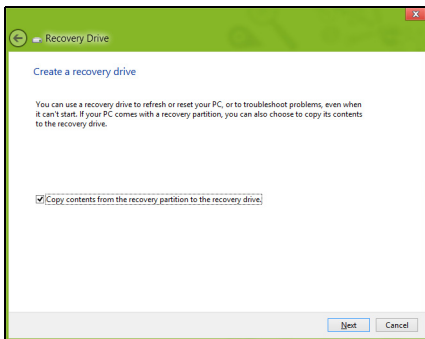 Recovery Drive
Create a recovery drive
You can use a recovery drive to refresh or reset your PC, or to troubleshoot problems, even when
it can't start. If your PC comes with a recovery partition, you can also choose to copy its contents
to the recovery drive.
Copy contents from the recovery partition to the recovery drive.
Next Cancel